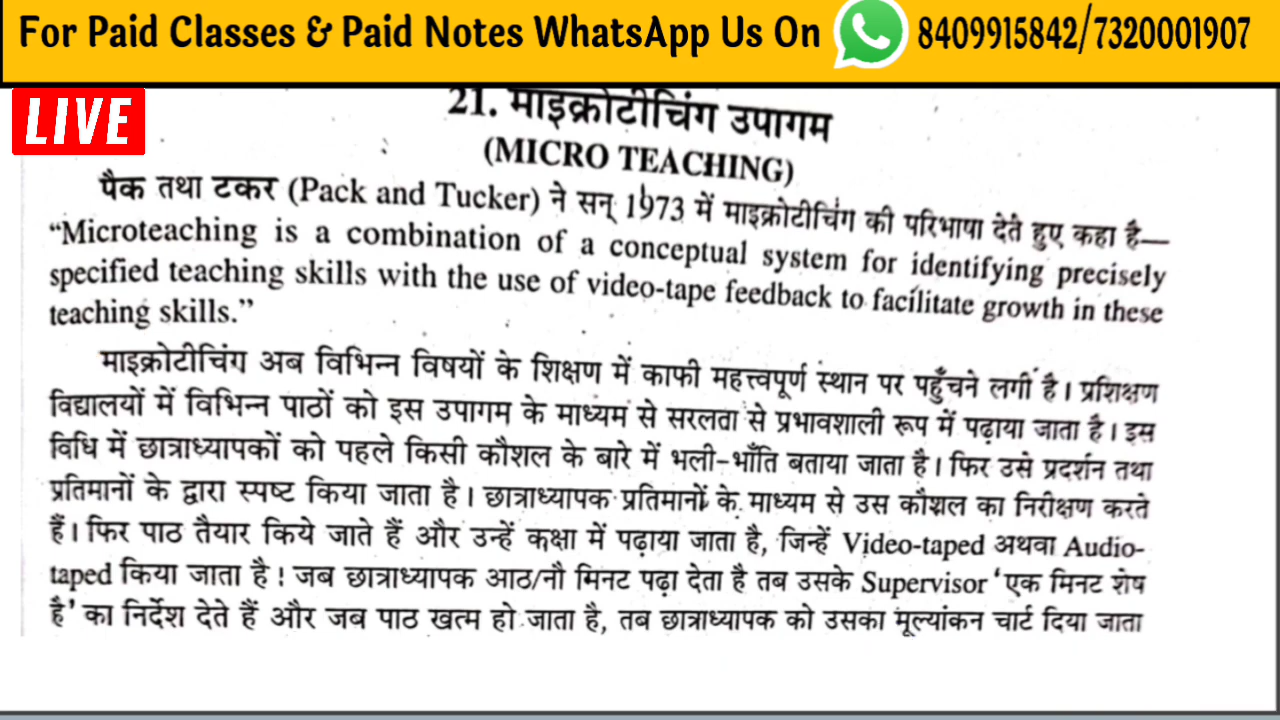 For Paid Classes & Paid Notes WhatsApp Us On 8409915842/7320001907
LIVE
21. माइक्रोटीचिंग उपागम
(MICRO TEACHING)
पैक तथा टकर (Pack and Tucker) ने सन् 1973 में माइक्रोटीचिंग की परिभाषा देते हुए कहा है—
“Microteaching is a combination of a conceptual system for identifying precisely
specified teaching skills with the use of video-tape feedback to facilitate growth in these
teaching skills.”
माइक्रोटीचिंग अब विभिन्न विषयों के शिक्षण में काफी महत्त्वपूर्ण स्थान पर पहुँचने लगी है। प्रशिक्षण
विद्यालयों में विभिन्न पाठों को इस उपागम के माध्यम से सरलता से प्रभावशाली रूप में पढ़ाया जाता है। इस
विधि में छात्राध्यापकों को पहले किसी कौशल के बारे में भली-भाँति बताया जाता है। फिर उसे प्रदर्शन तथा
प्रतिमानों के द्वारा स्पष्ट किया जाता है। छात्राध्यापक प्रतिमानों के माध्यम से उस कौशल का निरीक्षण करते
हैं। फिर पाठ तैयार किये जाते हैं और उन्हें कक्षा में पढ़ाया जाता है, जिन्हें Video-taped अथवा Audio-
taped किया जाता है ! जब छात्राध्यापक आठ/नौ मिनट पढ़ा देता है तब उसके Supervisor ‘एक मिनट शेष
है’ का निर्देश देते हैं और जब पाठ खत्म हो जाता है, तब छात्राध्यापक को उसका मूल्यांकन चार्ट दिया जाता